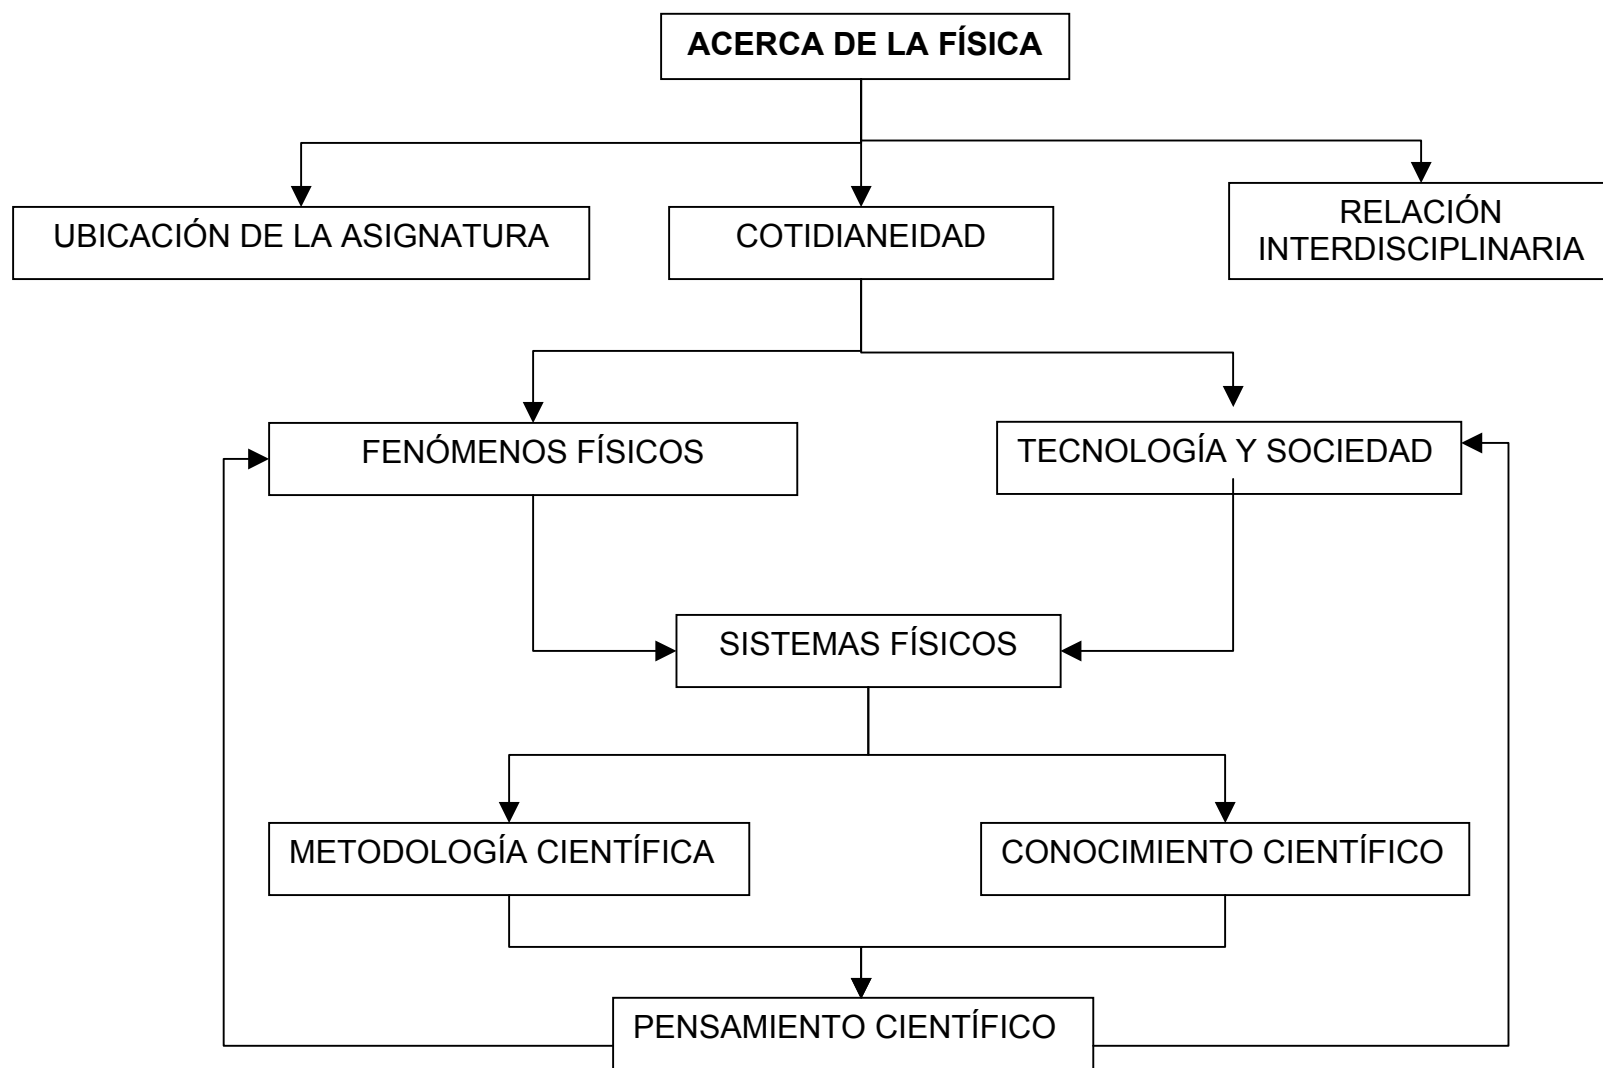 ACERCA DE LA FÍSICA
UBICACIÓN DE LA ASIGNATURA
COTIDIANEIDAD
RELACIÓN
INTERDISCIPLINARIA
FENÓMENOS FÍSICOS
TECNOLOGÍA Y SOCIEDAD
SISTEMAS FÍSICOS
METODOLOGÍA CIENTÍFICA
CONOCIMIENTO CIENTÍFICO
PENSAMIENTO CIENTÍFICO